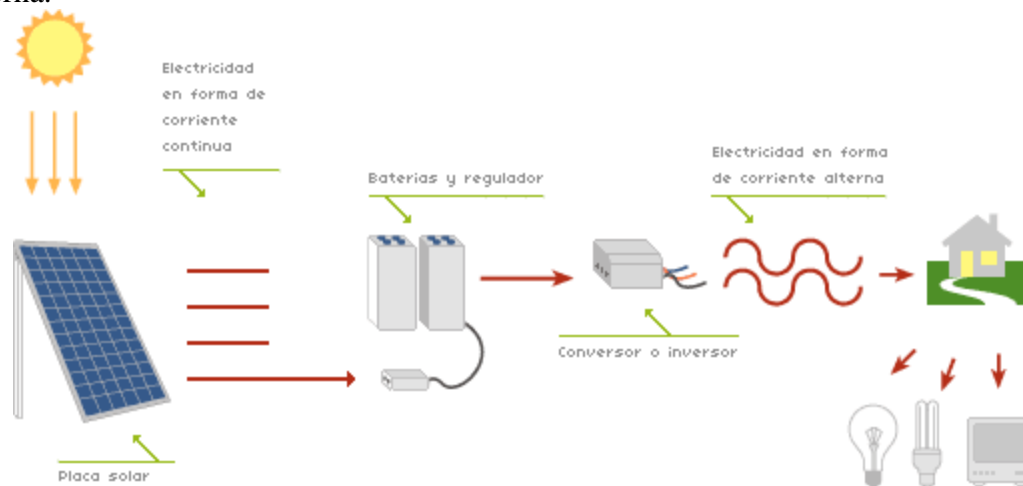 Electricidad
en forma de
corriente
continua
Electricidad en forma
de corriente alterna
Baterias y regulador
Conversor o inversor
Placa solar